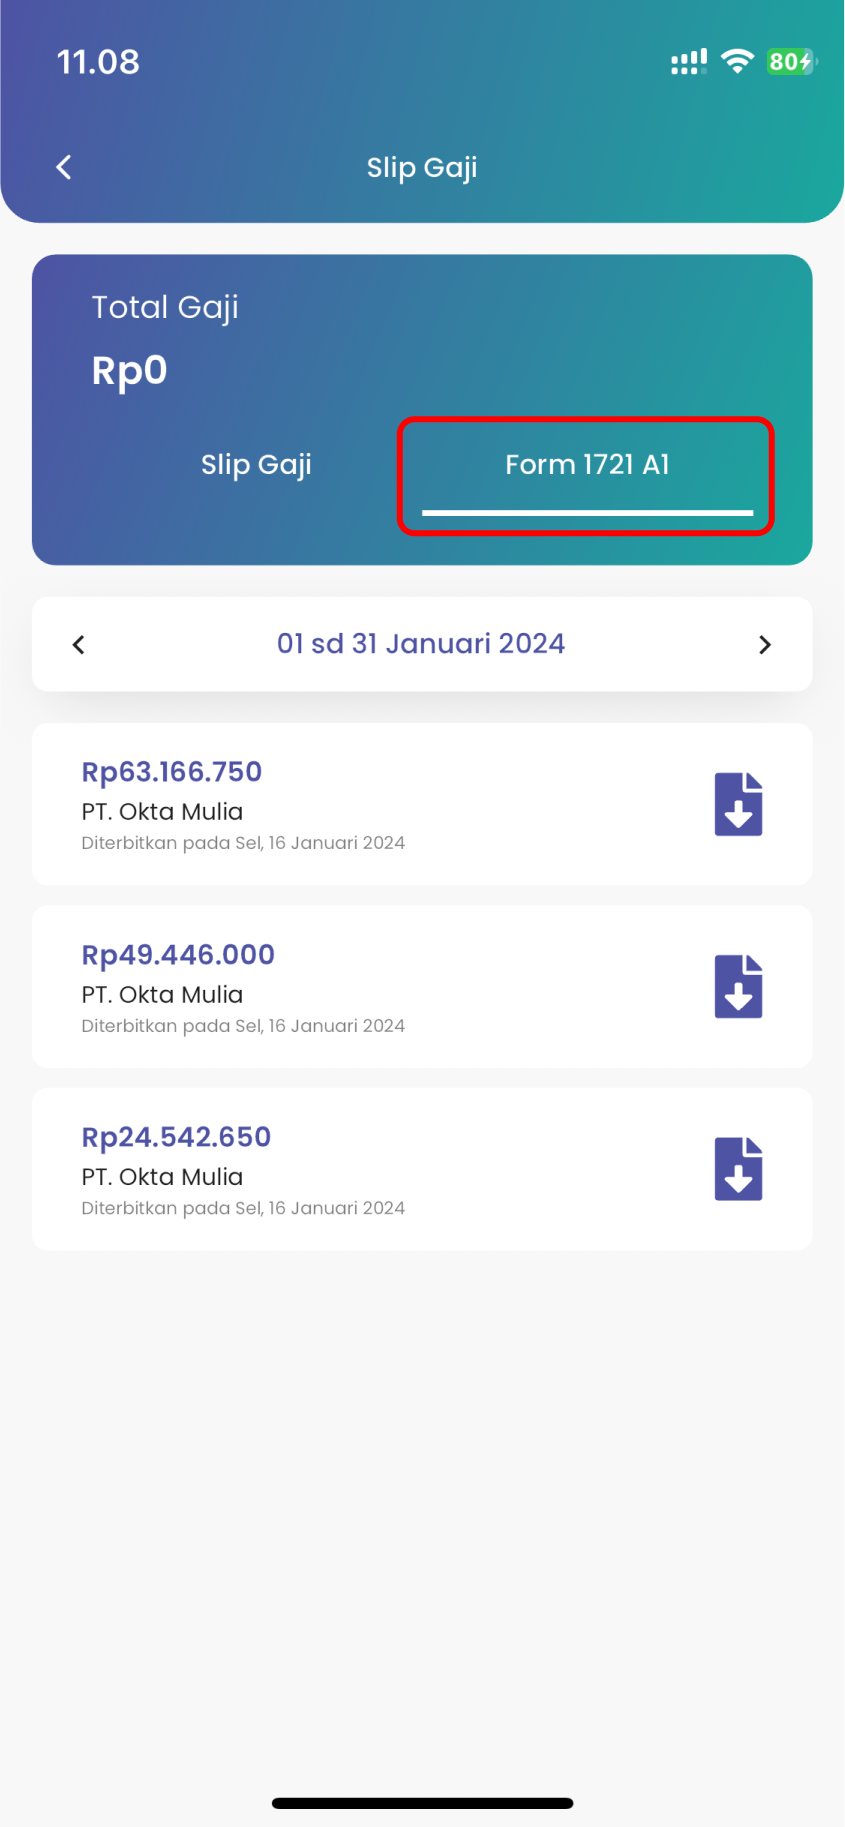 11.08
80
Slip Gaji
Total Gaji
Rp0
Slip Gaji
Form 1721 A1
01 sd 31 Januari 2024
Rp63.166.750
PT. Okta Mulia
Diterbitkan pada Sel, 16 Januari 2024
Rp49.446.000
PT. Okta Mulia
Diterbitkan pada Sel, 16 Januari 2024
Rp24.542.650
PT. Okta Mulia
Diterbitkan pada Sel, 16 Januari 2024